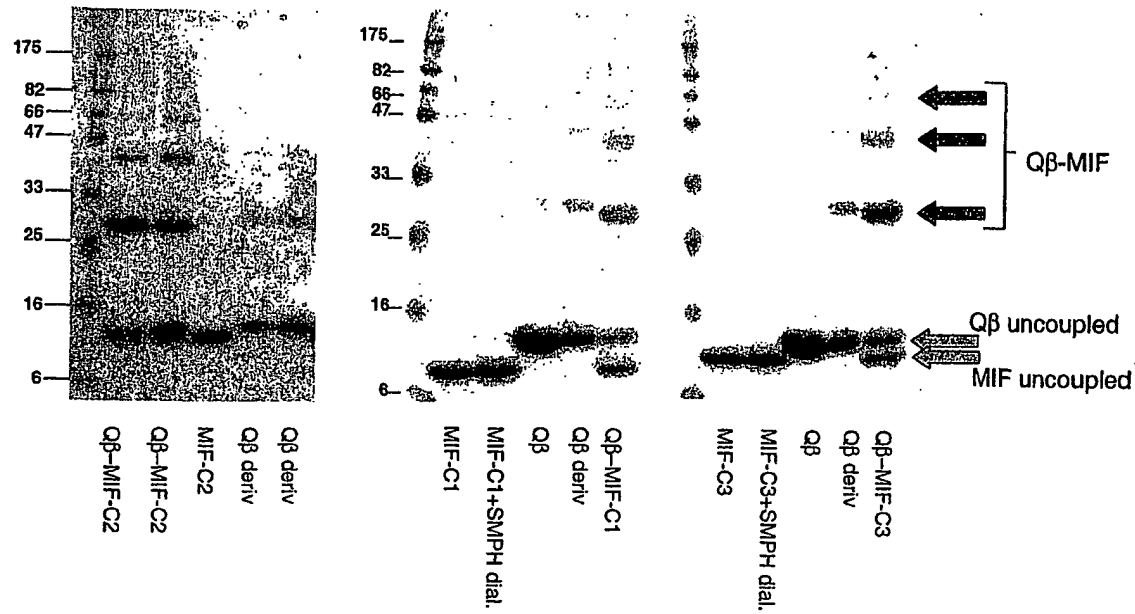 175
82
66
47
33
25
16
6
175
82
66
47
33
25
16
6
Qβ-MIF
Qβ uncoupled
MIF uncoupled
Qβ–MIF-C2
Qβ–MIF-C2
MIF-C2
Qβ deriv
Qβ deriv
MIF-C1
MIF-C1+SMPH dial.
Qβ
Qβ deriv
Qβ–MIF-C1
MIF-C3
MIF-C3+SMPH dial.
Qβ
Qβ deriv
Qβ–MIF-C3